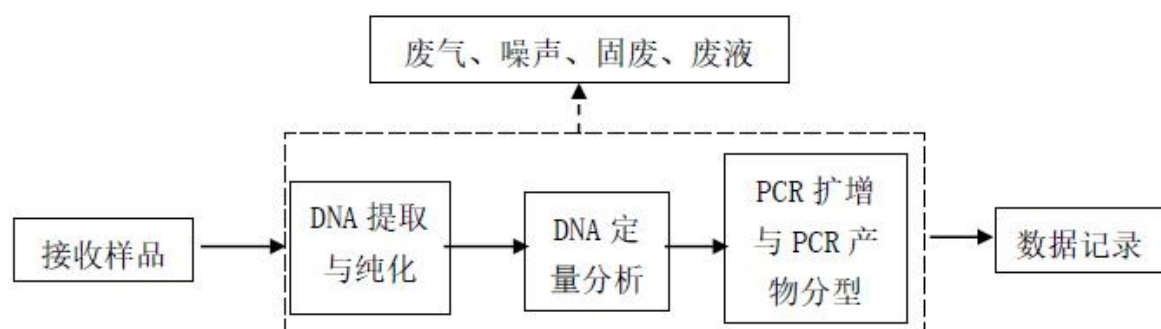 废气、噪声、固废、废液
接收样品
DNA 提取
与纯化
DNA 定
量分析
PCR 扩增
与 PCR 产
物分型
数据记录